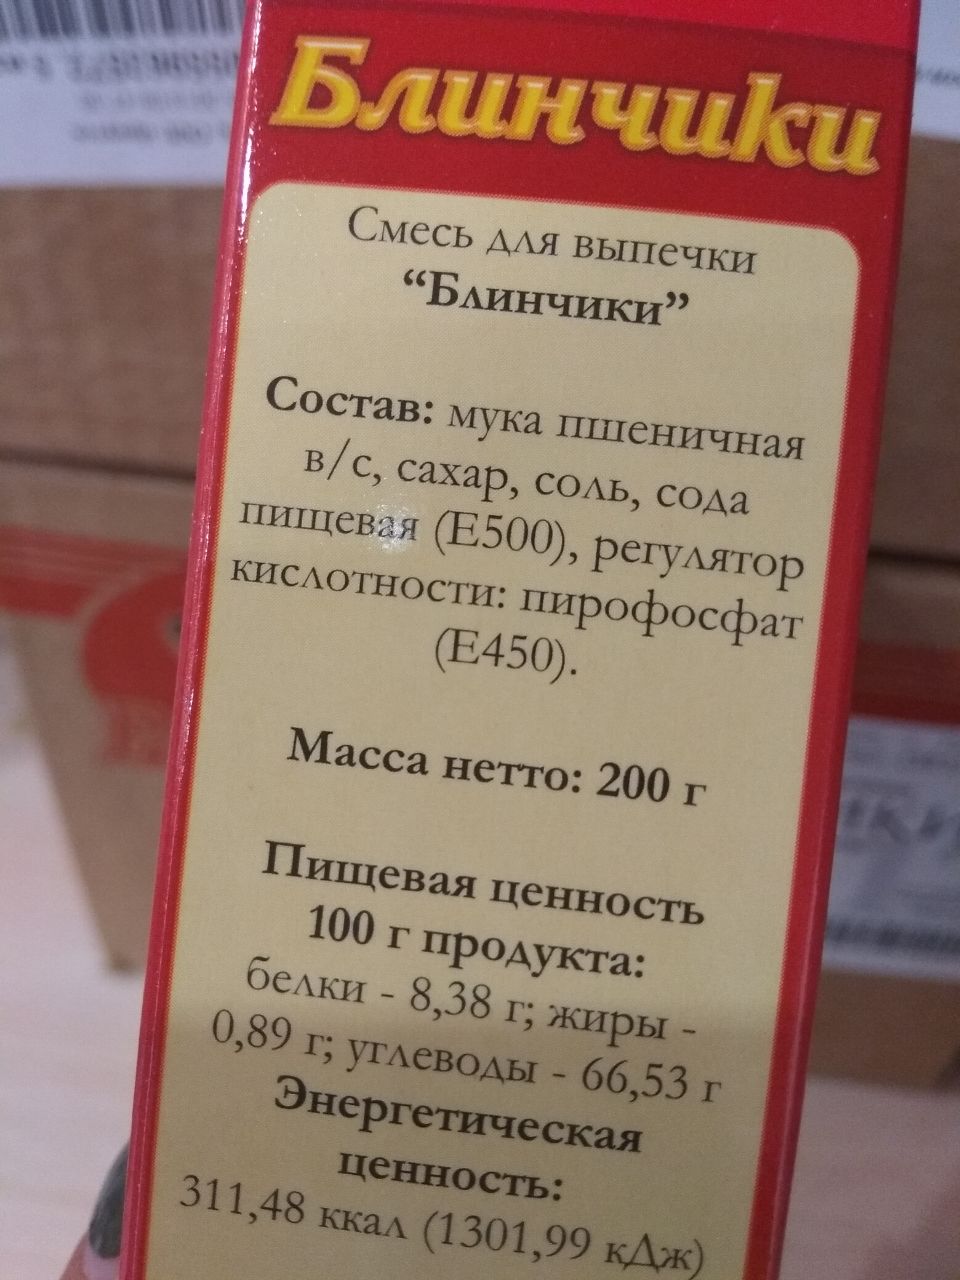 Блинчики
Смесь для выпечки
“Блинчики”
Состав: мука пшеничная
в/с, сахар, соль, сода
пищевая (Е500), регулятор
кислотности: пирофосфат
(Е450).
Масса нетто: 200 г
Пищевая ценность
100 г продукта:
белки - 8,38 г; жиры -
0,89 г; углеводы - 66,53 г
Энергетическая
ценность:
311,48 ккал (1301,99 кДж)